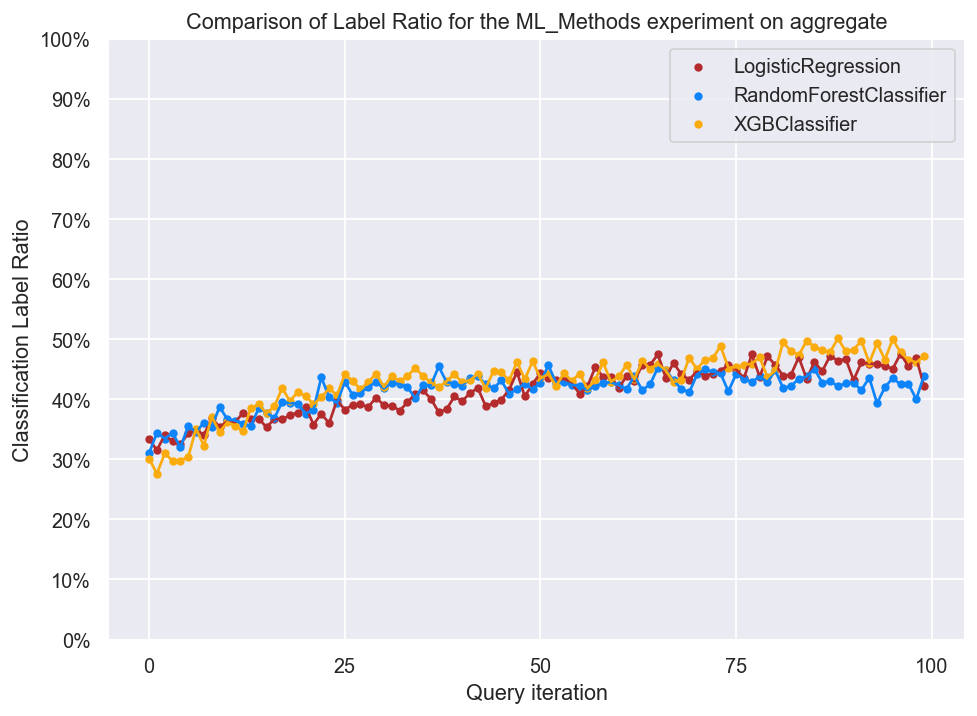 Comparison of Label Ratio for the ML_Methods experiment on aggregate
100%
90%
80%
70%
60%
50%
40%
30%
20%
10%
0%
Classification Label Ratio
LogisticRegression
RandomForestClassifier
XGBClassifier
0
25
50
75
100
Query iteration